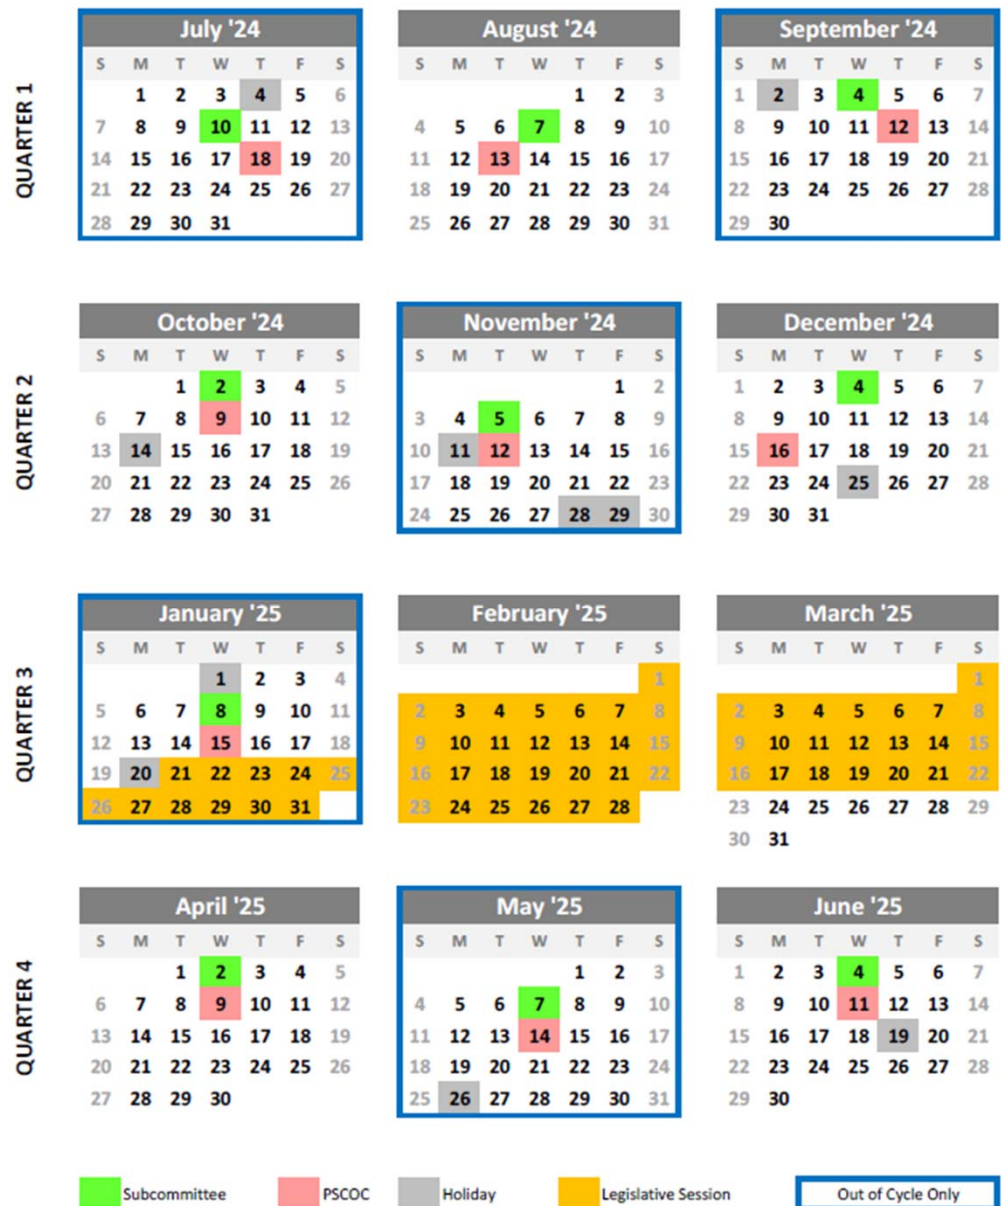 QUARTER 1
July '24
S M T W T F S
1 2 3 4 5 6
7 8 9 10 11 12 13
14 15 16 17 18 19 20
21 22 23 24 25 26 27
28 29 30 31
August '24
S M T W T F S
1 2 3
4 5 6 7 8 9 10
11 12 13 14 15 16 17
18 19 20 21 22 23 24
25 26 27 28 29 30 31
September '24
S M T W T F S
1 2 3 4 5 6 7
8 9 10 11 12 13 14
15 16 17 18 19 20 21
22 23 24 25 26 27 28
29 30
QUARTER 2
October '24
S M T W T F S
1 2 3 4 5
6 7 8 9 10 11 12
13 14 15 16 17 18 19
20 21 22 23 24 25 26
27 28 29 30 31
November '24
S M T W T F S
1 2
3 4 5 6 7 8 9
10 11 12 13 14 15 16
17 18 19 20 21 22 23
24 25 26 27 28 29 30
December '24
S M T W T F S
1 2 3 4 5 6 7
8 9 10 11 12 13 14
15 16 17 18 19 20 21
22 23 24 25 26 27 28
29 30 31
QUARTER 3
January '25
S M T W T F S
1 2 3 4
5 6 7 8 9 10 11
12 13 14 15 16 17 18
19 20 21 22 23 24 25
26 27 28 29 30 31
February '25
S M T W T F S
1
2 3 4 5 6 7 8
9 10 11 12 13 14 15
16 17 18 19 20 21 22
23 24 25 26 27 28
March '25
S M T W T F S
1
2 3 4 5 6 7 8
9 10 11 12 13 14 15
16 17 18 19 20 21 22
23 24 25 26 27 28 29
30 31
QUARTER 4
April '25
S M T W T F S
1 2 3 4 5
6 7 8 9 10 11 12
13 14 15 16 17 18 19
20 21 22 23 24 25 26
27 28 29 30
May '25
S M T W T F S
1 2 3
4 5 6 7 8 9 10
11 12 13 14 15 16 17
18 19 20 21 22 23 24
25 26 27 28 29 30 31
June '25
S M T W T F S
1 2 3 4 5 6 7
8 9 10 11 12 13 14
15 16 17 18 19 20 21
22 23 24 25 26 27 28
29 30
Subcommittee PSCOC Holiday Legislative Session Out of Cycle Only